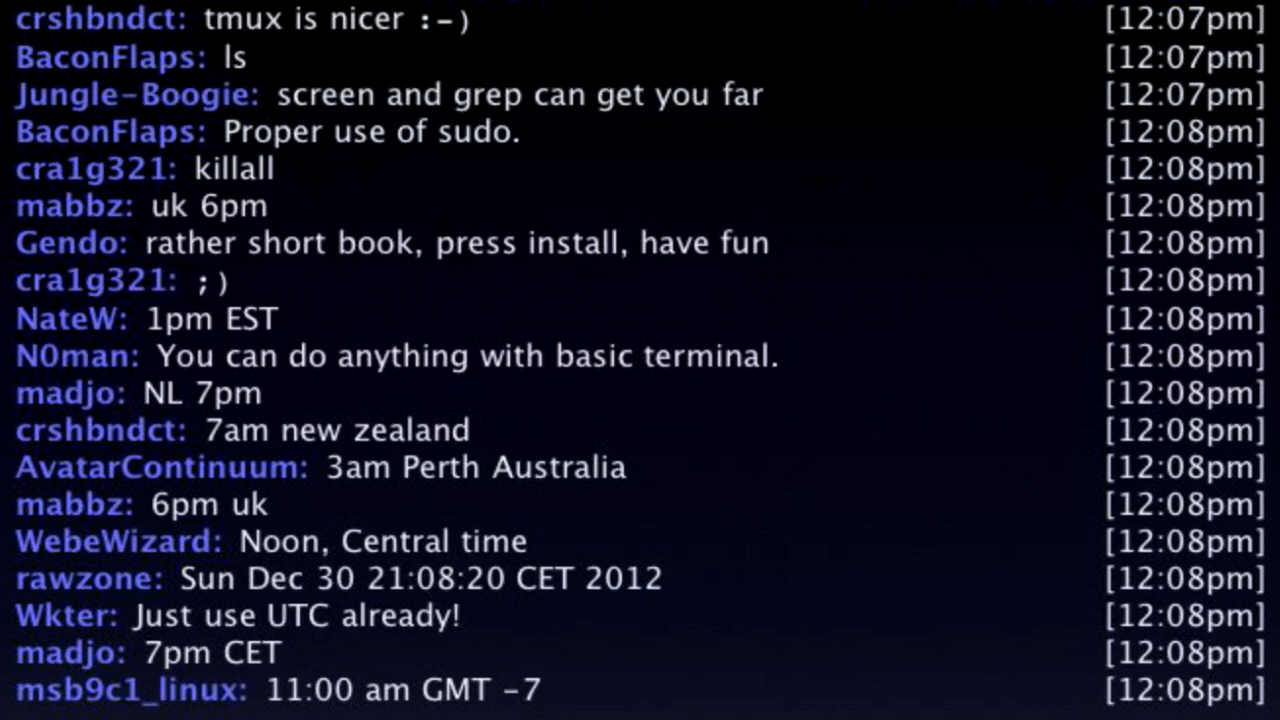 crshbndct: tmux is nicer :-) [12:07pm]
BaconFlaps: ls [12:07pm]
Jungle-Boogie: screen and grep can get you far [12:07pm]
BaconFlaps: Proper use of sudo. [12:08pm]
cra1g321: killall [12:08pm]
mabbz: uk 6pm [12:08pm]
Gendo: rather short book, press install, have fun [12:08pm]
cra1g321: ;) [12:08pm]
NateW: 1pm EST [12:08pm]
N0man: You can do anything with basic terminal. [12:08pm]
madjo: NL 7pm [12:08pm]
crshbndct: 7am new zealand [12:08pm]
AvatarContinuum: 3am Perth Australia [12:08pm]
mabbz: 6pm uk [12:08pm]
WebeWizard: Noon, Central time [12:08pm]
rawzone: Sun Dec 30 21:08:20 CET 2012 [12:08pm]
Wkter: Just use UTC already! [12:08pm]
madjo: 7pm CET [12:08pm]
msb9c1_linux: 11:00 am GMT -7 [12:08pm]